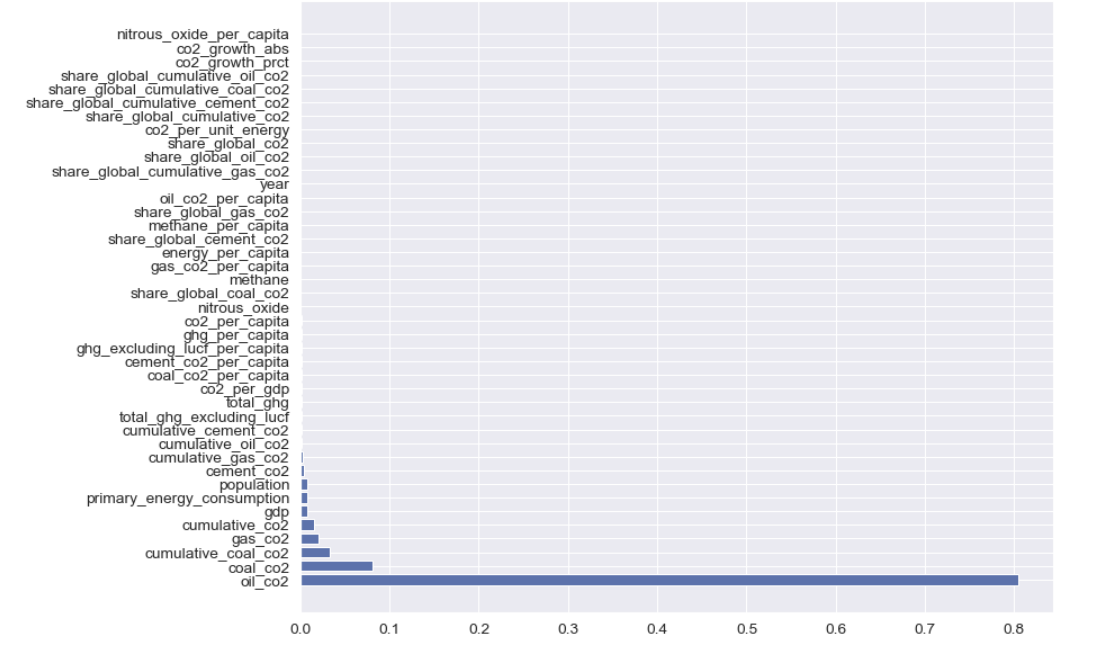 nitrous_oxide_per_capita
co2_growth_abs
co2_growth_prct
share_global_cumulative_oil_co2
share_global_cumulative_coal_co2
share_global_cumulative_cement_co2
share_global_cumulative_co2
co2_per_unit_energy
share_global_co2
share_global_oil_co2
share_global_cumulative_gas_co2
year
oil_co2_per_capita
share_global_gas_co2
methane_per_capita
share_global_cement_co2
energy_per_capita
gas_co2_per_capita
methane
share_global_coal_co2
nitrous_oxide
co2_per_capita
ghg_per_capita
ghg_excluding_lucf_per_capita
cement_co2_per_capita
coal_co2_per_capita
co2_per_gdp
total_ghg
total_ghg_excluding_lucf
cumulative_cement_co2
cumulative_oil_co2
cumulative_gas_co2
cement_co2
population
primary_energy_consumption
gdp
cumulative_co2
gas_co2
cumulative_coal_co2
coal_co2
oil_co2
0.0 0.1 0.2 0.3 0.4 0.5 0.6 0.7 0.8